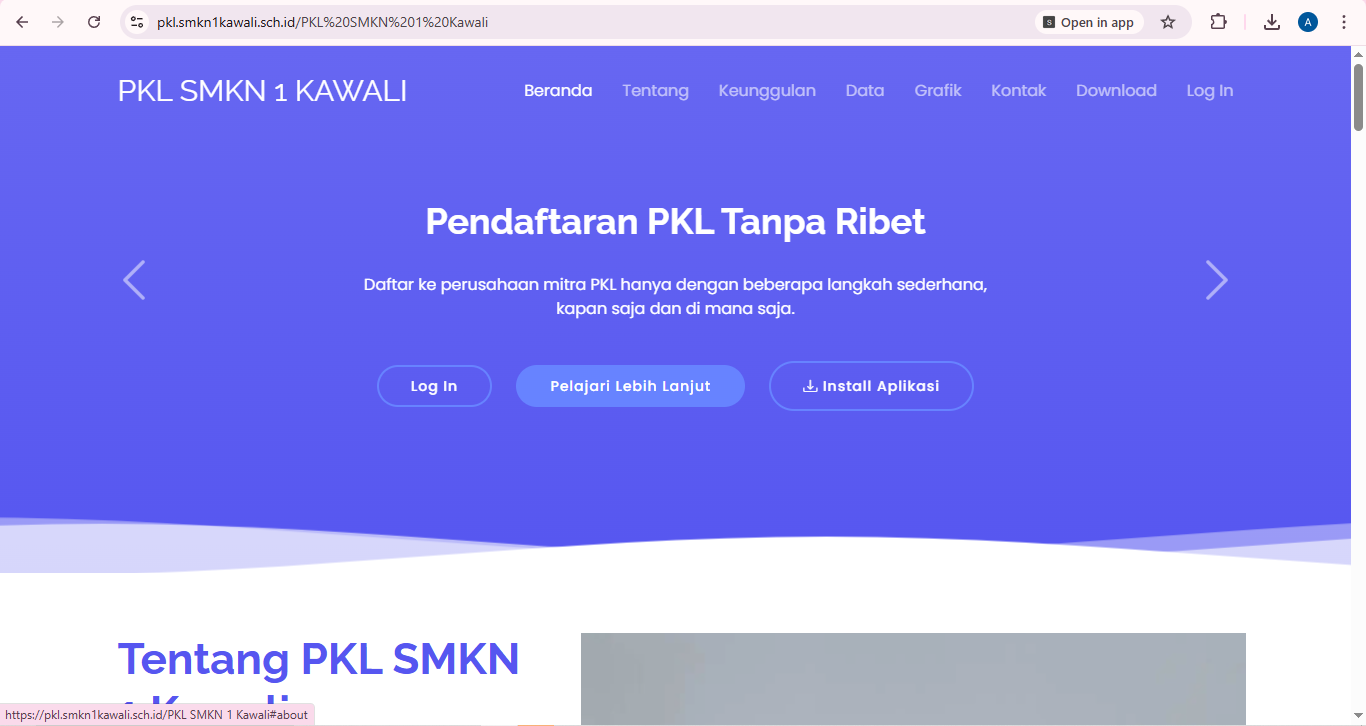 pkl.smkn1kawali.sch.id/PKL%20SMKN%201%20Kawali
S
Open in app
A
PKL SMKN 1 KAWALI
Beranda
Tentang
Keunggulan
Data
Grafik
Kontak
Download
Log In
Pendaftaran PKL Tanpa Ribet
Daftar ke perusahaan mitra PKL hanya dengan beberapa langkah sederhana,
kapan saja dan di mana saja.
Log In
Pelajari Lebih Lanjut
Install Aplikasi
Tentang PKL SMKN
1 Kawali
https://pkl.smkn1kawali.sch.id/PKL SMKN 1 Kawali#about